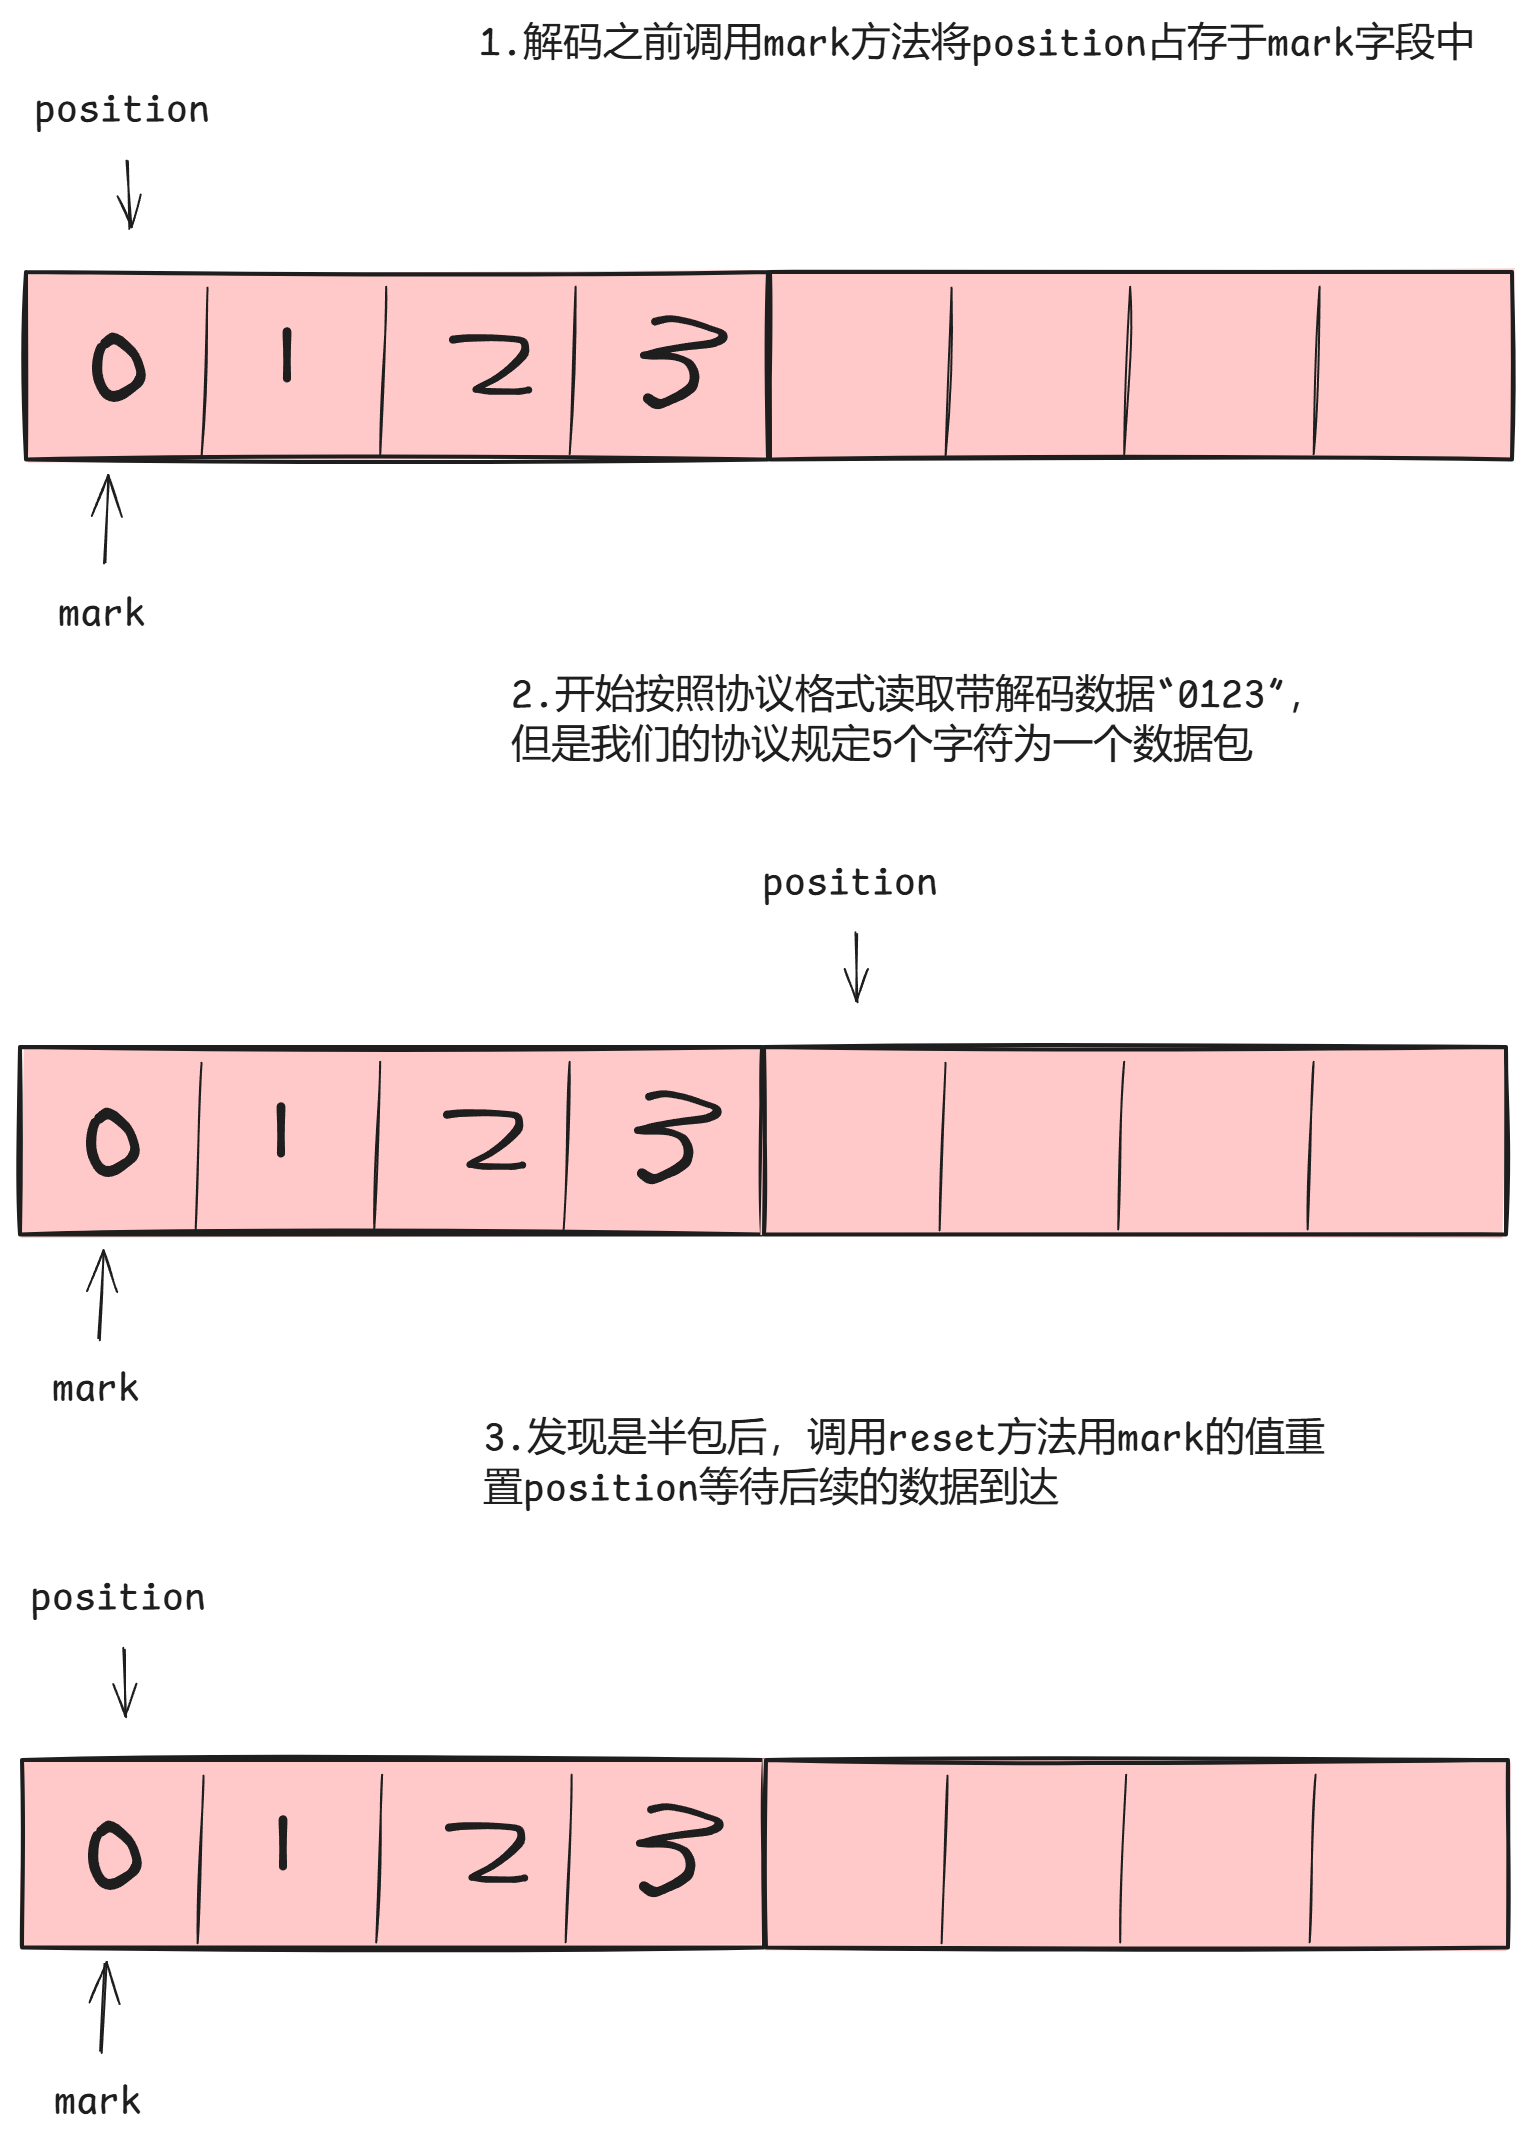 1.解码之前调用mark方法将position占存于mark字段中
position
0 1 2 3
mark
2.开始按照协议格式读取带解码数据“0123”，
但是我们的协议规定5个字符为一个数据包
position
0 1 2 3
mark
3.发现是半包后，调用reset方法用mark的值重
置position等待后续的数据到达
position
0 1 2 3
mark